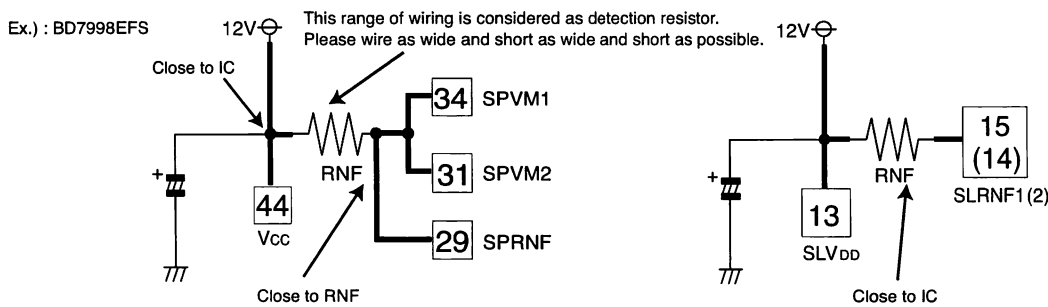 Ex.) : BD7998EFS
This range of wiring is considered as detection resistor.
Please wire as wide and short as wide and short as possible.
12V
Close to IC
34 SPVM1
RNF
31 SPVM2
44
Vcc
29 SPRNF
+
Close to RNF
12V
15
(14)
RNF
SLRNF1(2)
+
13
SLVDD
Close to IC